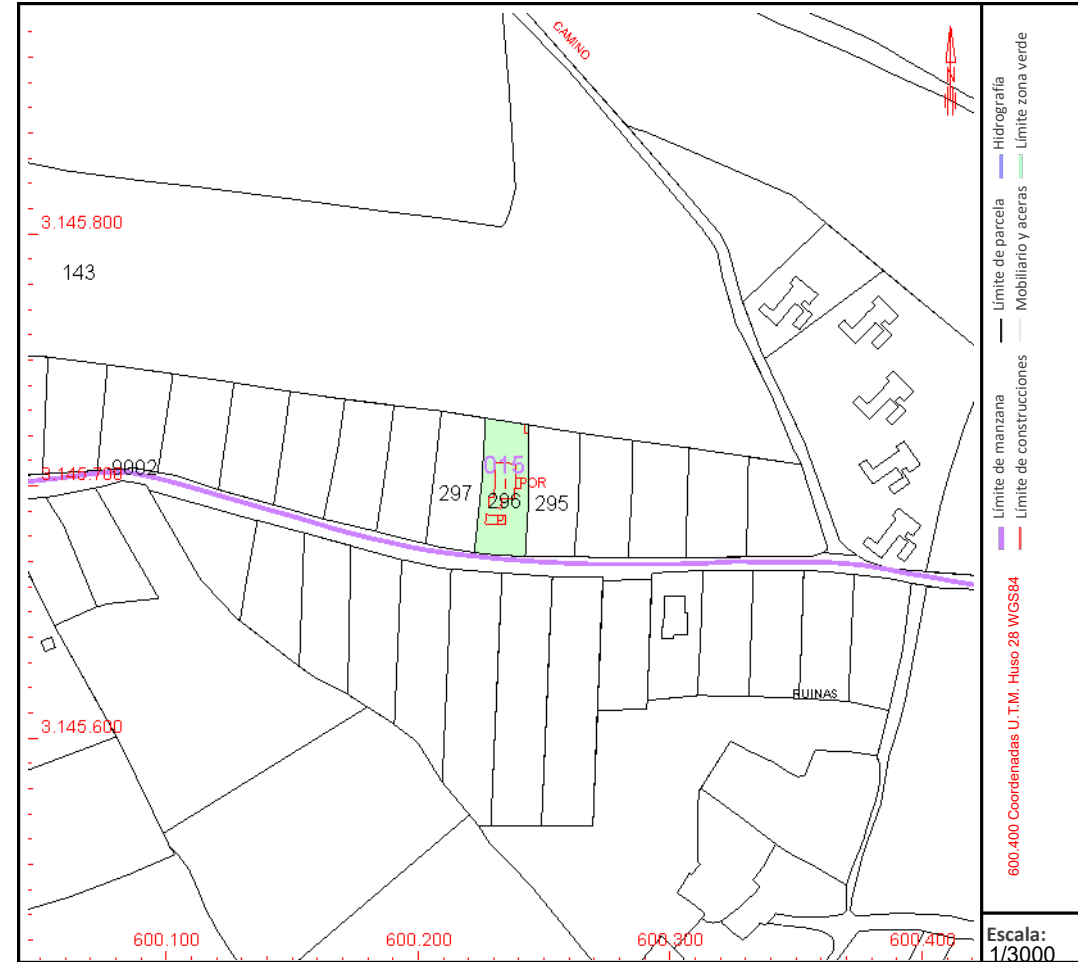 CAMINO
3.145.800
143
9002
3.145.700
015
POR
297
296
295
RUINAS
3.145.600
600.100
600.200
600.300
600.400
Hidrografía
Límite zona verde
Límite de parcela
Mobiliario y aceras
Límite de manzana
Límite de construcciones
600.400 Coordenadas U.T.M. Huso 28 WGS84
Escala:
1/3000